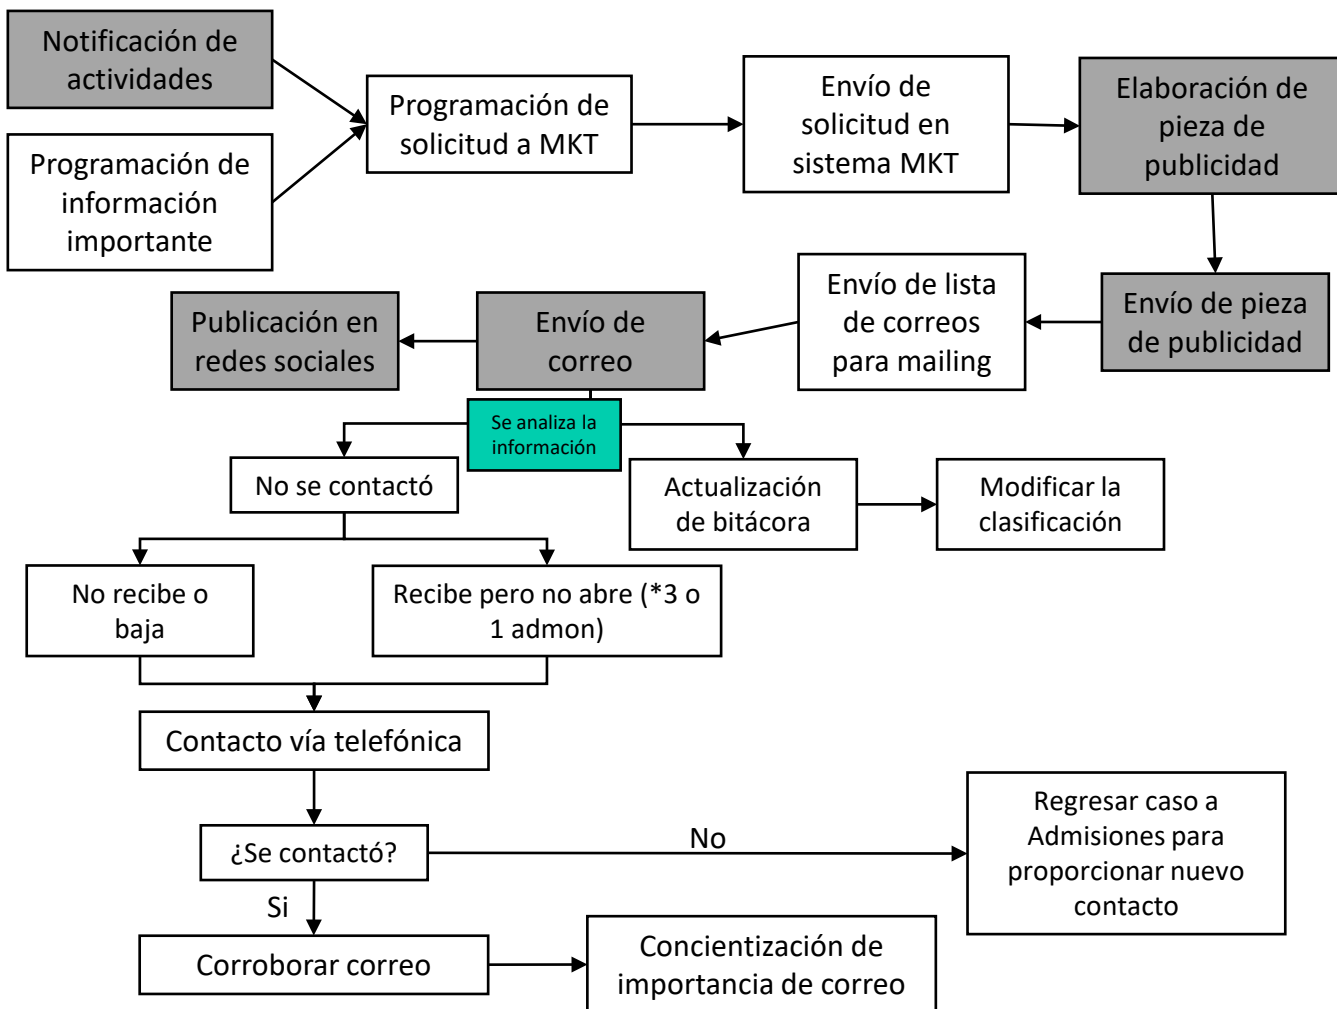 Notificación de
actividades
Programación de
información
importante
Programación de
solicitud a MKT
Envío de
solicitud en
sistema MKT
Elaboración de
pieza de
publicidad
Envío de pieza
de publicidad
Envío de lista
de correos
para mailing
Envío de
correo
Publicación en
redes sociales
Se analiza la
información
No se contactó
Actualización
de bitácora
Modificar la
clasificación
No recibe o
baja
Recibe pero no abre (*3 o
1 admon)
Contacto vía telefónica
¿Se contactó?
No
Regresar caso a
Admisiones para
proporcionar nuevo
contacto
Si
Corroborar correo
Concientización de
importancia de correo